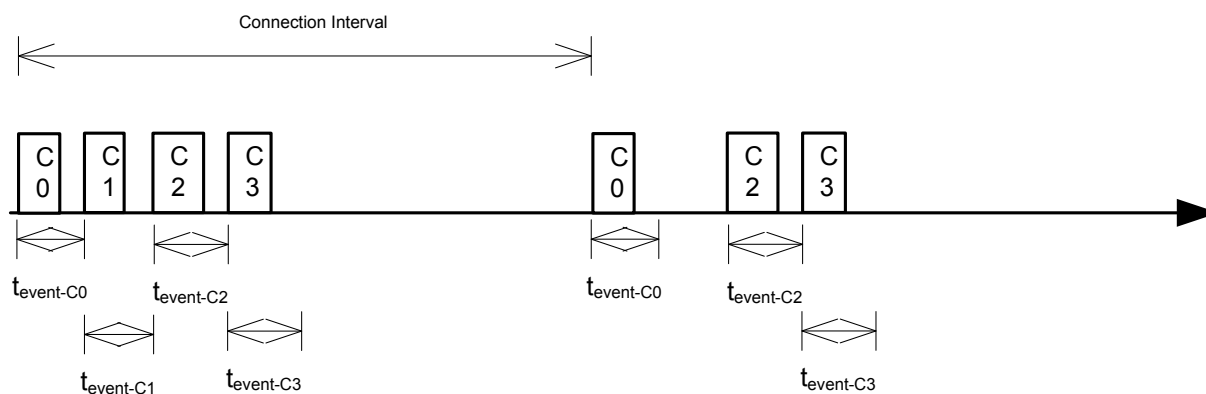 Connection Interval
C
0
C
1
C
2
C
3
C
0
C
2
C
3
tevent-C0
tevent-C2
tevent-C0
tevent-C2
tevent-C1
tevent-C3
tevent-C3